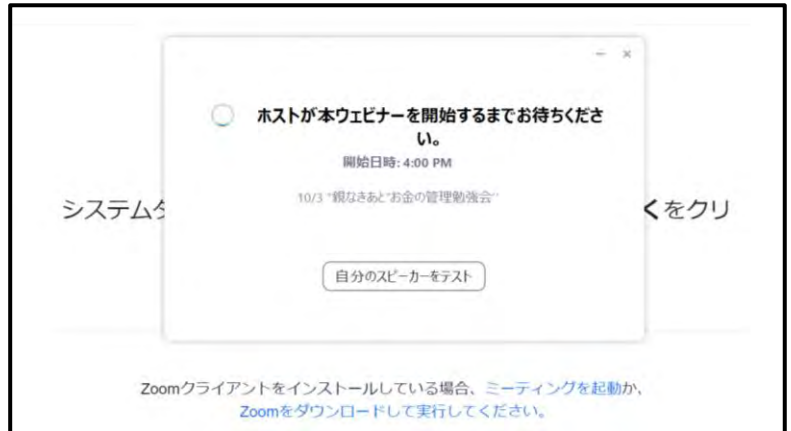 ホストが本ウェビナーを開始するまでお待ちくださ
い。
開始日時: 4:00 PM
10/3 "親なきあと"お金の管理勉強会"
システムダ
くをクリ
自分のスピーカーをテスト
Zoomクライアントをインストールしている場合、ミーティングを起動か、
Zoomをダウンロードして実行してください。